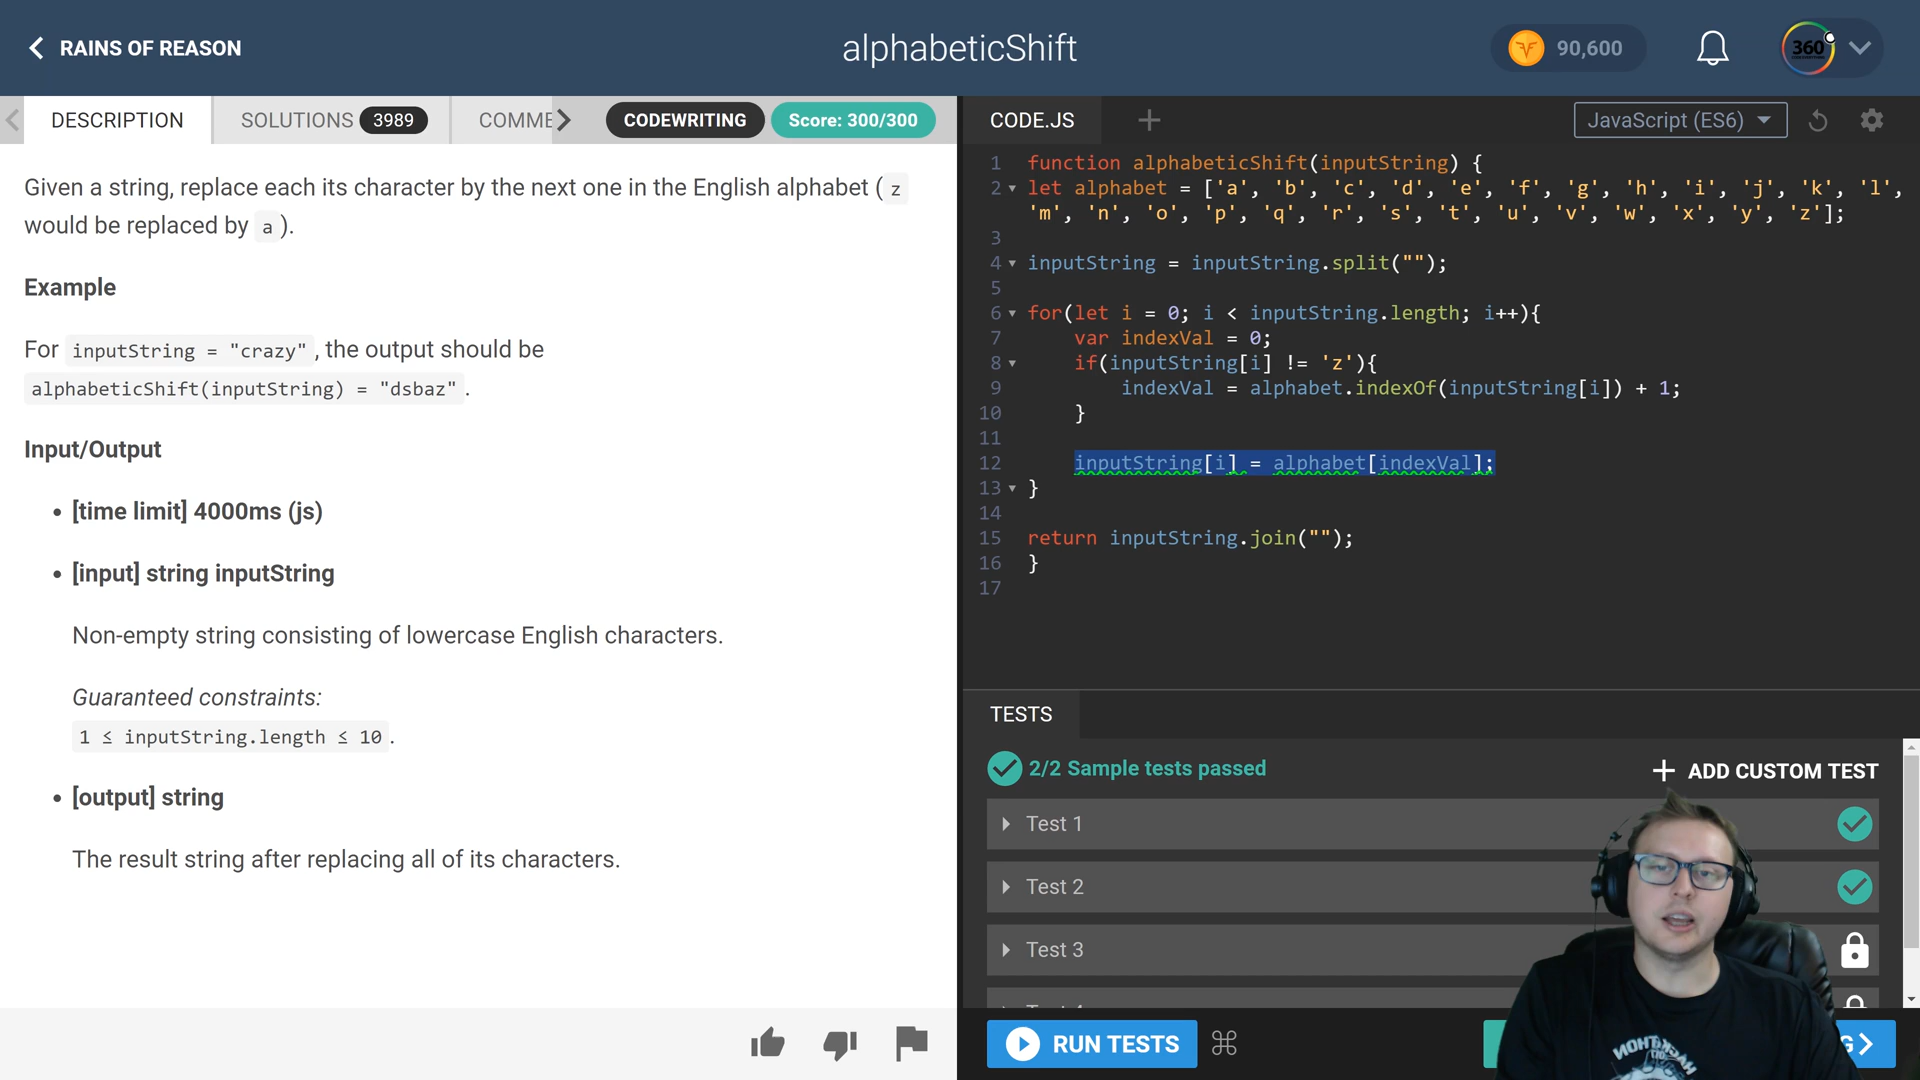 RAINS OF REASON
alphabeticShift
90,600
360
DESCRIPTION
SOLUTIONS 3989
COMME
CODEWRITING
Score: 300/300
Given a string, replace each its character by the next one in the English alphabet ( z
would be replaced by a ).
Example
For inputString = "crazy" , the output should be
alphabeticShift(inputString) = "dsbaz" .
Input/Output
• [time limit] 4000ms (js)
• [input] string inputString
Non-empty string consisting of lowercase English characters.
Guaranteed constraints:
1 ≤ inputString.length ≤ 10 .
• [output] string
The result string after replacing all of its characters.
CODE.JS
JavaScript (ES6)
1 function alphabeticShift(inputString) {
2 let alphabet = ['a', 'b', 'c', 'd', 'e', 'f', 'g', 'h', 'i', 'j', 'k', 'l',
'm', 'n', 'o', 'p', 'q', 'r', 's', 't', 'u', 'v', 'w', 'x', 'y', 'z'];
3
4 inputString = inputString.split("");
5
6 for(let i = 0; i < inputString.length; i++){
7 var indexVal = 0;
8 if(inputString[i] != 'z'){
9 indexVal = alphabet.indexOf(inputString[i]) + 1;
10 }
11
12 inputString[i] = alphabet[indexVal];
13 }
14
15 return inputString.join("");
16 }
17
TESTS
2/2 Sample tests passed
ADD CUSTOM TEST
Test 1
Test 2
Test 3
RUN TESTS